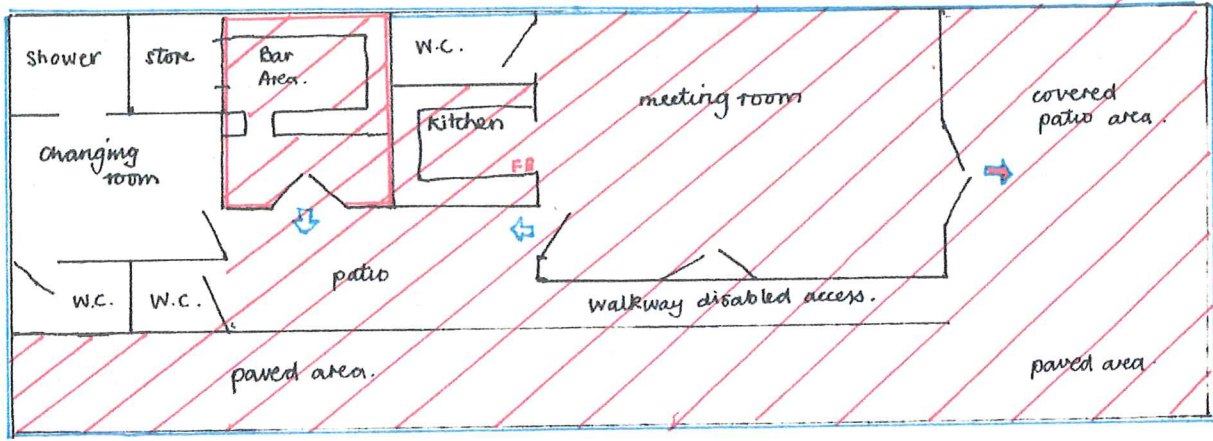 Shower
store
Bar
Area.
W.C.
meeting room
covered
patio area.
Kitchen
FB
changing
room
patio
W.C.
W.C.
walkway disabled access.
paved area.
paved area.